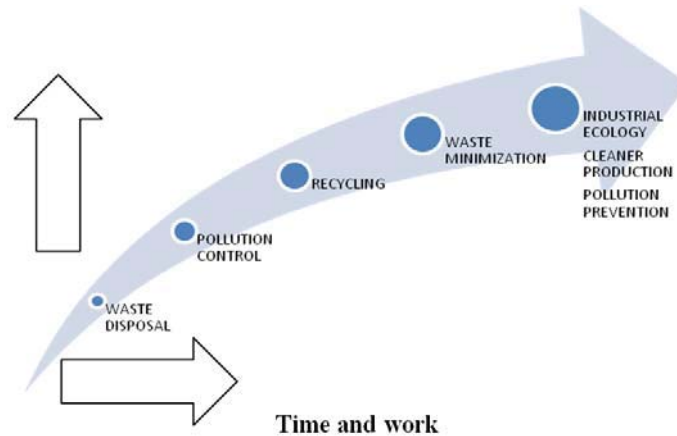 INDUSTRIAL
ECOLOGY
CLEANER
PRODUCTION
POLLUTION
PREVENTION
WASTE
MINIMIZATION
RECYCLING
POLLUTION
CONTROL
WASTE
DISPOSAL
Time and work